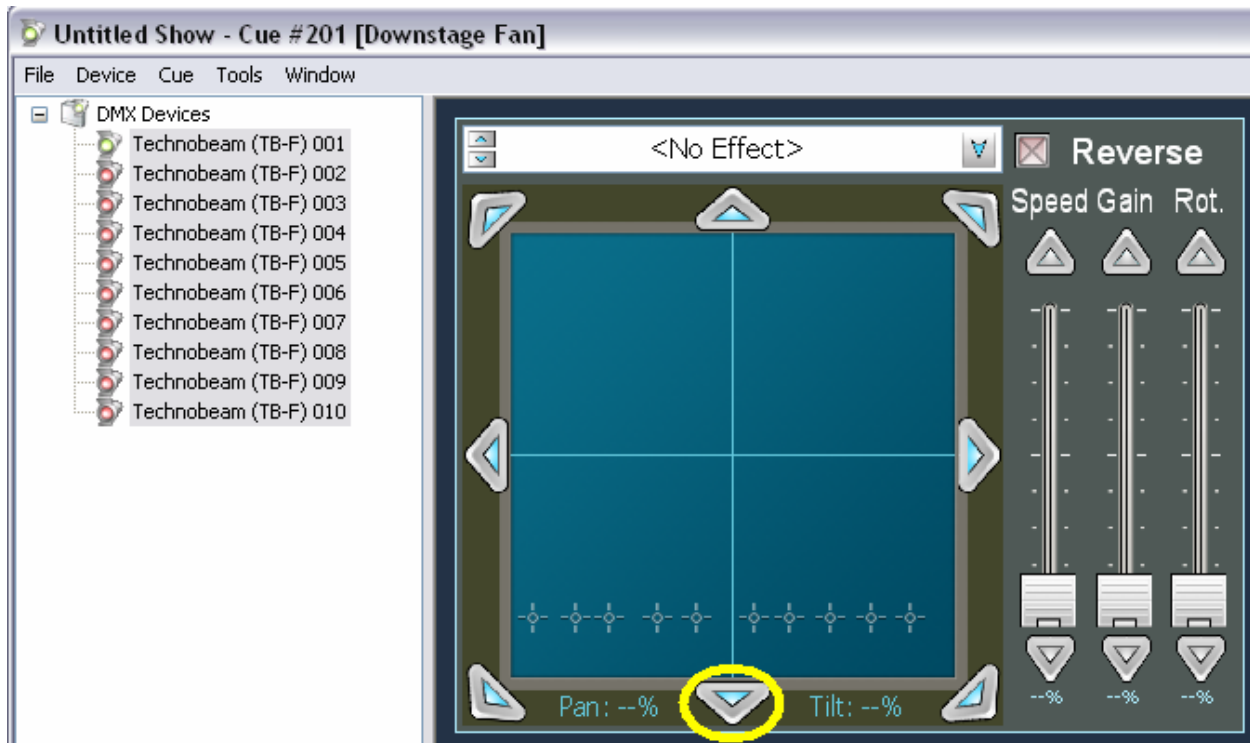 Untitled Show - Cue #201 [Downstage Fan]
File Device Cue Tools Window
DMX Devices
Technobeam (TB-F) 001
Technobeam (TB-F) 002
Technobeam (TB-F) 003
Technobeam (TB-F) 004
Technobeam (TB-F) 005
Technobeam (TB-F) 006
Technobeam (TB-F) 007
Technobeam (TB-F) 008
Technobeam (TB-F) 009
Technobeam (TB-F) 010
<No Effect>
Reverse
Speed Gain Rot.
Pan: --% Tilt: --%
--% --% --%